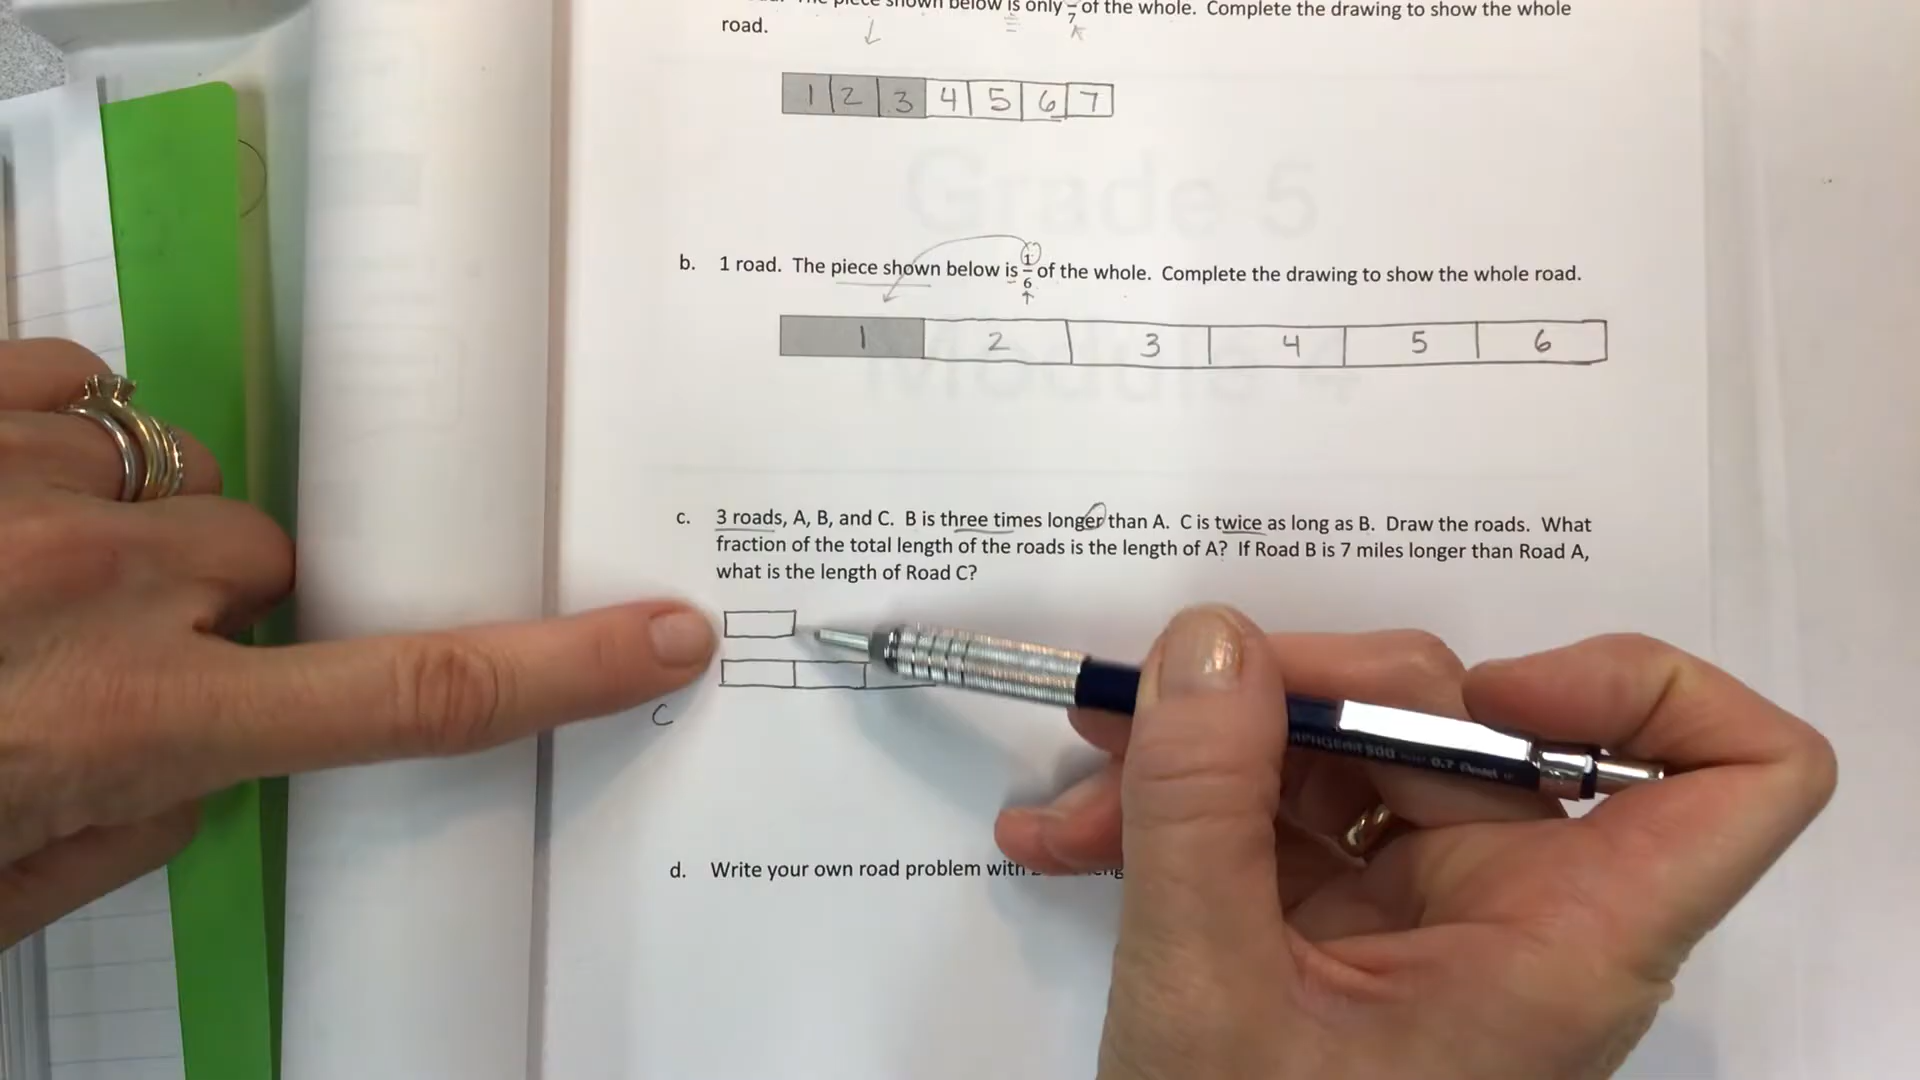 piece shown below is only 3/7 of the whole. Complete the drawing to show the whole
road.
1 2 3 4 5 6 7
Grade 5
b. 1 road. The piece shown below is 1/6 of the whole. Complete the drawing to show the whole road.
1 2 3 4 5 6
Module 4
c. 3 roads, A, B, and C. B is three times longer than A. C is twice as long as B. Draw the roads. What
fraction of the total length of the roads is the length of A? If Road B is 7 miles longer than Road A,
what is the length of Road C?
C
GRAPHGEAR 500 0.7 Pentel
d. Write your own road problem with